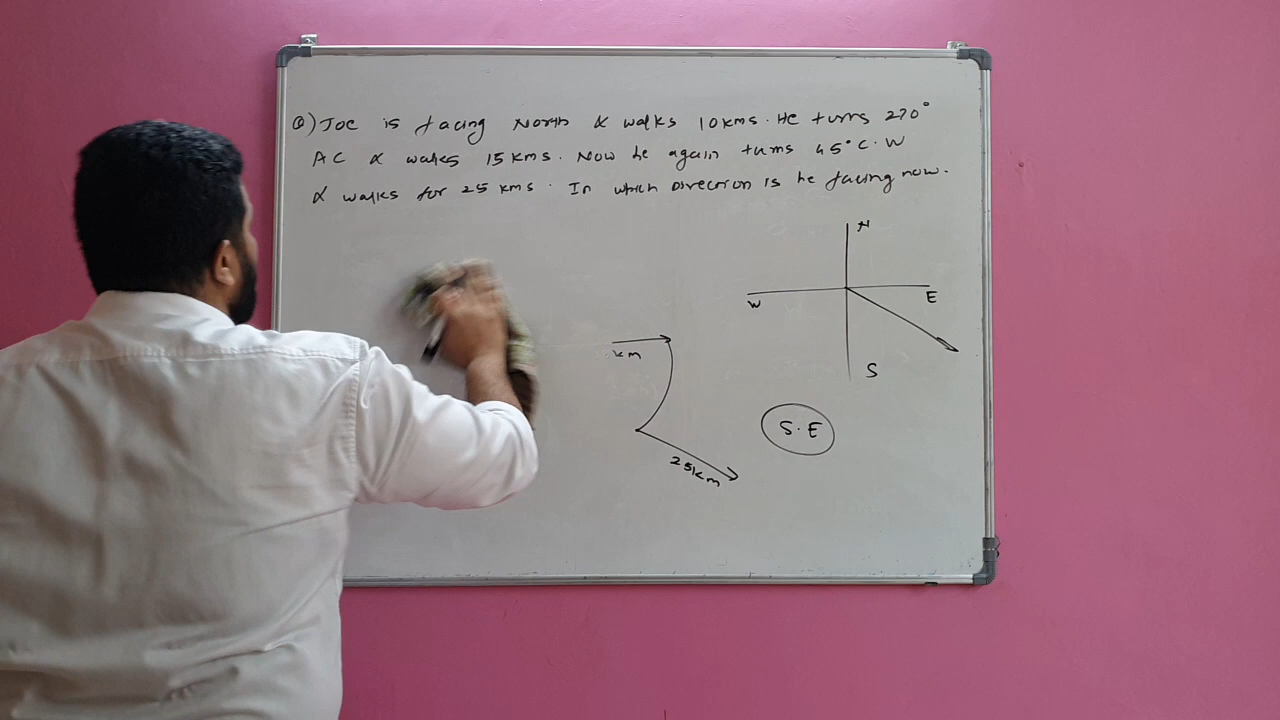 Q) Joe is facing North & walks 10kms. He turns 270°
AC & walks 15kms. Now he again turns 45° C.W
& walks for 25 kms. In which Direction is he facing now.
N
W
E
S
km
S.E
25km